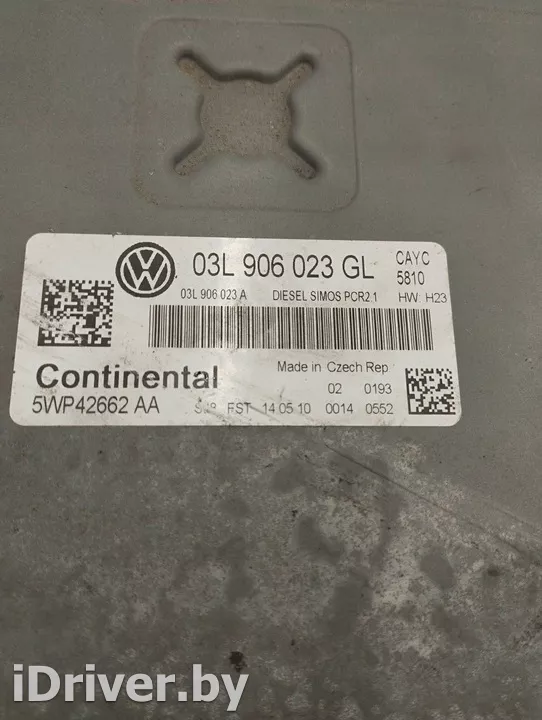 03L 906 023 GL
CAYC
5810
03L 906 023 A DIESEL SIMOS PCR2.1 HW: H23
Continental
Made in Czech Rep
02 0193
5WP42662 AA FST 14 05 10 0014 0552
iDriver.by